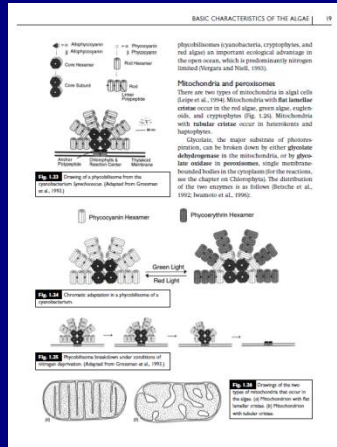 BASIC CHARACTERISTICS OF THE ALGAE
19
Allophycocyanin
Allophycocyanin
Phycocyanin
Phycocyanin
Core Hexamer
Rod Hexamer
Core Subunit
Rod
Linker
Polypeptide
Anchor
Polypeptide
Chlorophylls &
Reaction Center
Thylakoid
Membrane
Fig. 1.23 Drawing of a phycobilisome from the
cyanobacterium Synechococcus. (Adapted from Grossman
et al., 1993.)
phycobilisomes (cyanobacteria, cryptophytes, and
red algae) an important ecological advantage in
the open ocean, which is predominantly nitrogen
limited (Vergara and Niell, 1993).
Mitochondria and peroxisomes
There are two types of mitochondria in algal cells
(Leipe et al., 1994). Mitochondria with flat lamellae
cristae occur in the red algae, green algae, euglen-
oids, and cryptophytes (Fig. 1.26). Mitochondria
with tubular cristae occur in heterokonts and
haptophytes.
Glycolate, the major substrate of photores-
piration, can be broken down by either glycolate
dehydrogenase in the mitochondria, or by glyco-
late oxidase in peroxisomes, single membrane-
bounded bodies in the cytoplasm (for the reactions,
see the chapter on Chlorophyta). The distribution
of the two enzymes is as follows (Betsche et al.,
1992; Iwamoto et al., 1996):
Phycocyanin Hexamer
Phycoerythrin Hexamer
Green Light
Red Light
Fig. 1.24 Chromatic adaptation in a phycobilisome of a
cyanobacterium.
Fig. 1.25 Phycobilisome breakdown under conditions of
nitrogen deprivation. (Adapted from Grossman et al., 1993.)
Fig. 1.26 Drawings of the two
types of mitochondria that occur in
the algae. (a) Mitochondrion with flat
lamellar cristae. (b) Mitochondrion
with tubular cristae.